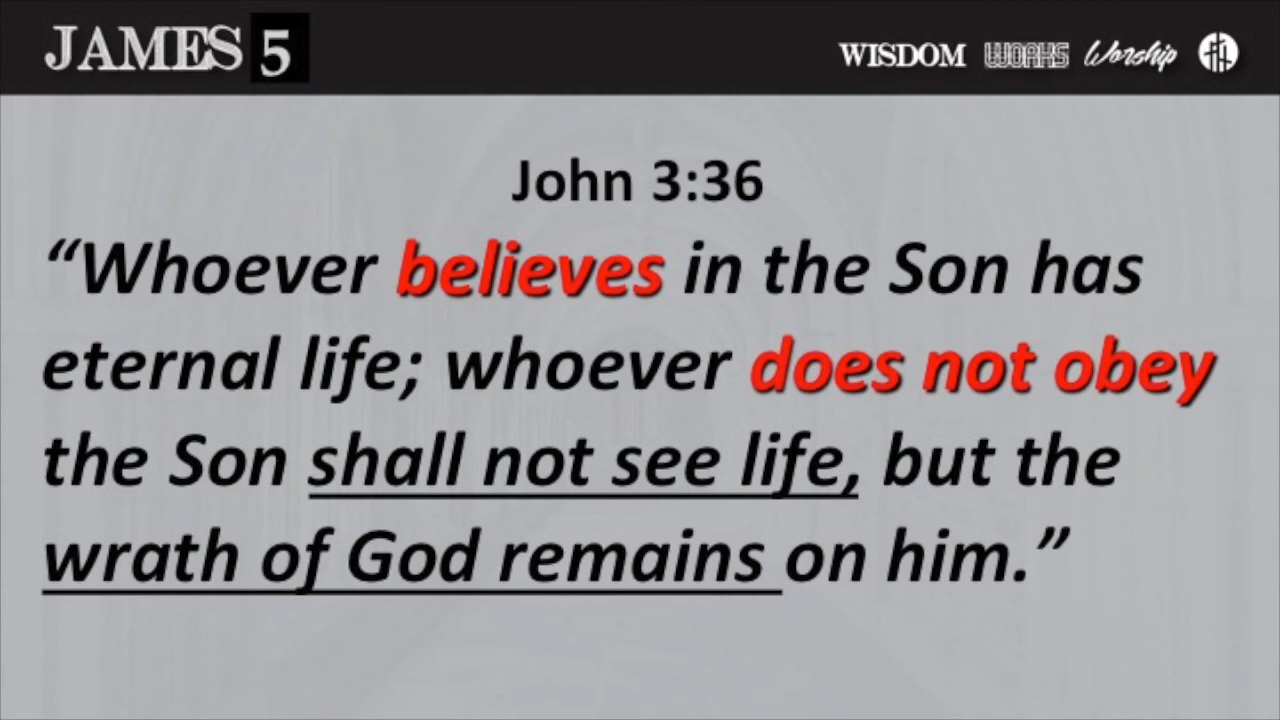 JAMES 5
WISDOM WORKS Worship
John 3:36
“Whoever believes in the Son has
eternal life; whoever does not obey
the Son shall not see life, but the
wrath of God remains on him.”